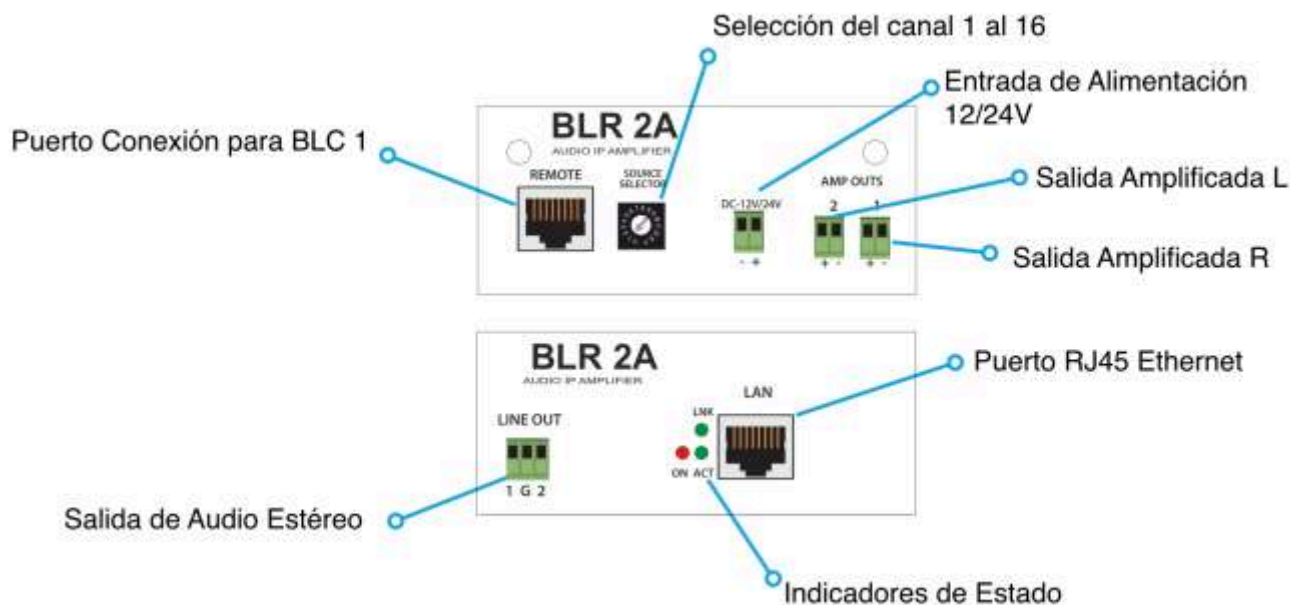 Selección del canal 1 al 16
Entrada de Alimentación
12/24V
Puerto Conexión para BLC 1
BLR 2A
AUDIO IP AMPLIFIER
REMOTE
SOURCE
SELECTOR
DC-12V/24V
- +
AMP OUTS
2 1
+ - + -
Salida Amplificada L
Salida Amplificada R
BLR 2A
AUDIO IP AMPLIFIER
LINE OUT
1 G 2
LAN
LNK
ON ACT
Puerto RJ45 Ethernet
Salida de Audio Estéreo
Indicadores de Estado